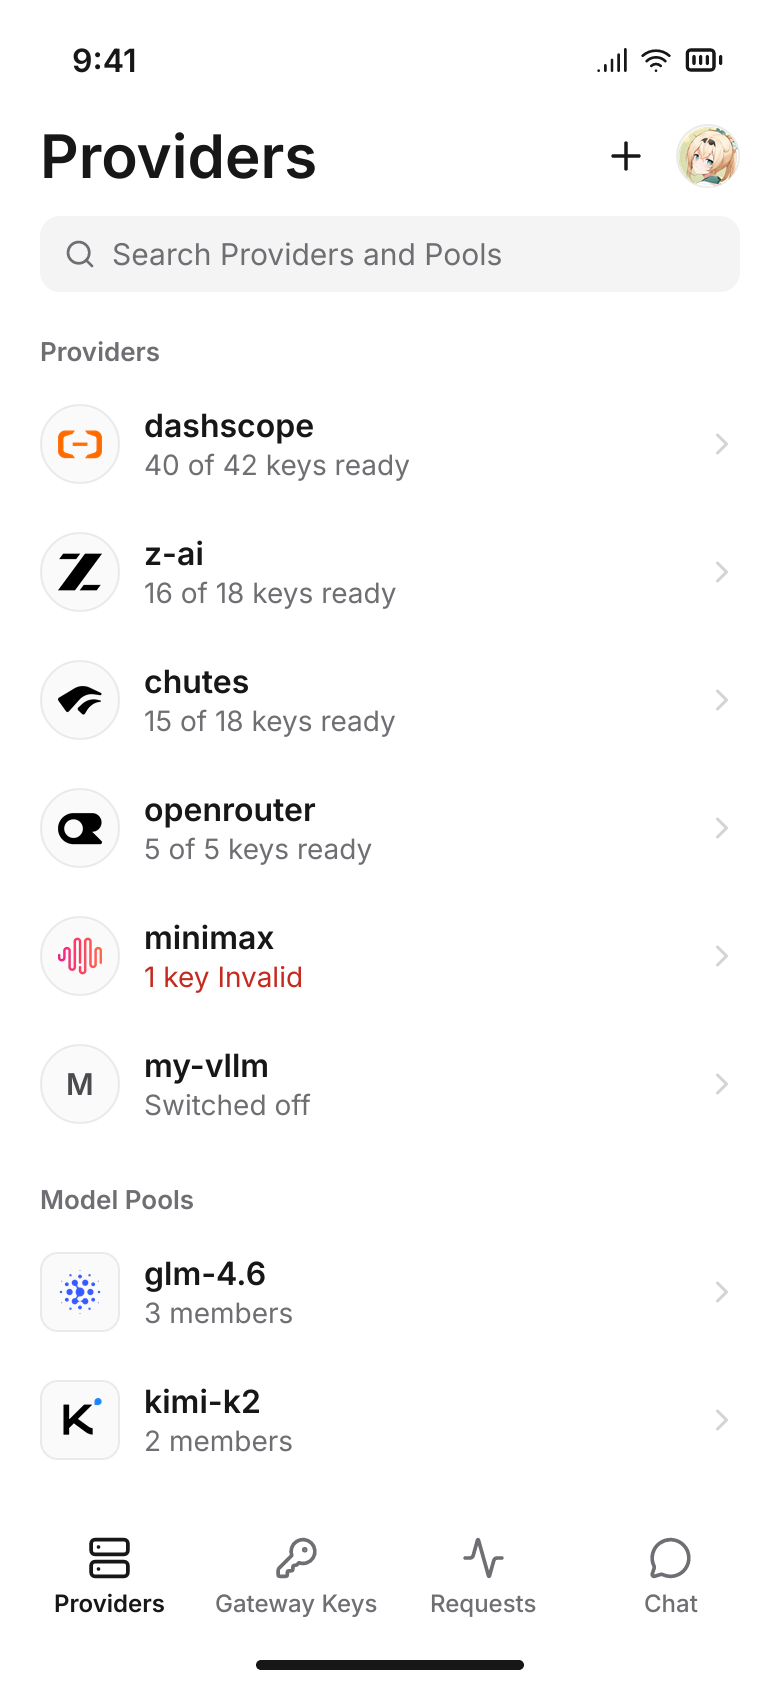 9:41
Providers
Search Providers and Pools
Providers
dashscope
40 of 42 keys ready
z-ai
16 of 18 keys ready
chutes
15 of 18 keys ready
openrouter
5 of 5 keys ready
minimax
1 key Invalid
M
my-vllm
Switched off
Model Pools
glm-4.6
3 members
kimi-k2
2 members
Providers
Gateway Keys
Requests
Chat